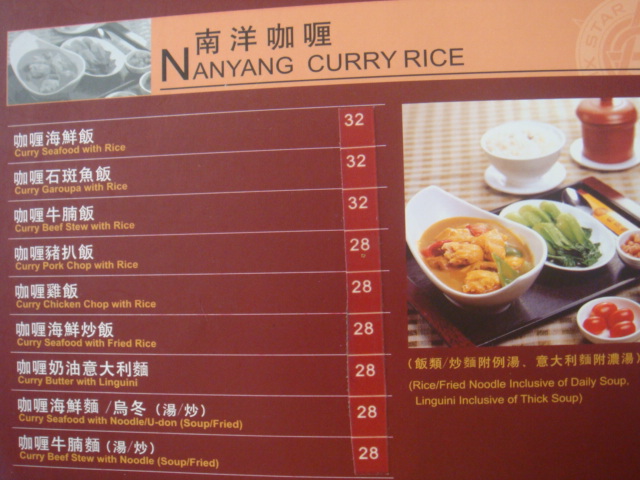 南洋咖喱
NANYANG CURRY RICE
STAR
咖喱海鮮飯 32
Curry Seafood with Rice
咖喱石斑魚飯 32
Curry Garoupa with Rice
咖喱牛腩飯 32
Curry Beef Stew with Rice
咖喱豬扒飯 28
Curry Pork Chop with Rice
咖喱雞飯 28
Curry Chicken Chop with Rice
咖喱海鮮炒飯 28
Curry Seafood with Fried Rice
咖喱奶油意大利麵 28
Curry Butter with Linguini
咖喱海鮮麵/烏冬（湯/炒） 28
Curry Seafood with Noodle/U-don (Soup/Fried)
咖喱牛腩麵（湯/炒） 28
Curry Beef Stew with Noodle (Soup/Fried)
（飯類/炒麵附例湯、意大利麵附濃湯）
(Rice/Fried Noodle Inclusive of Daily Soup,
Linguini Inclusive of Thick Soup)